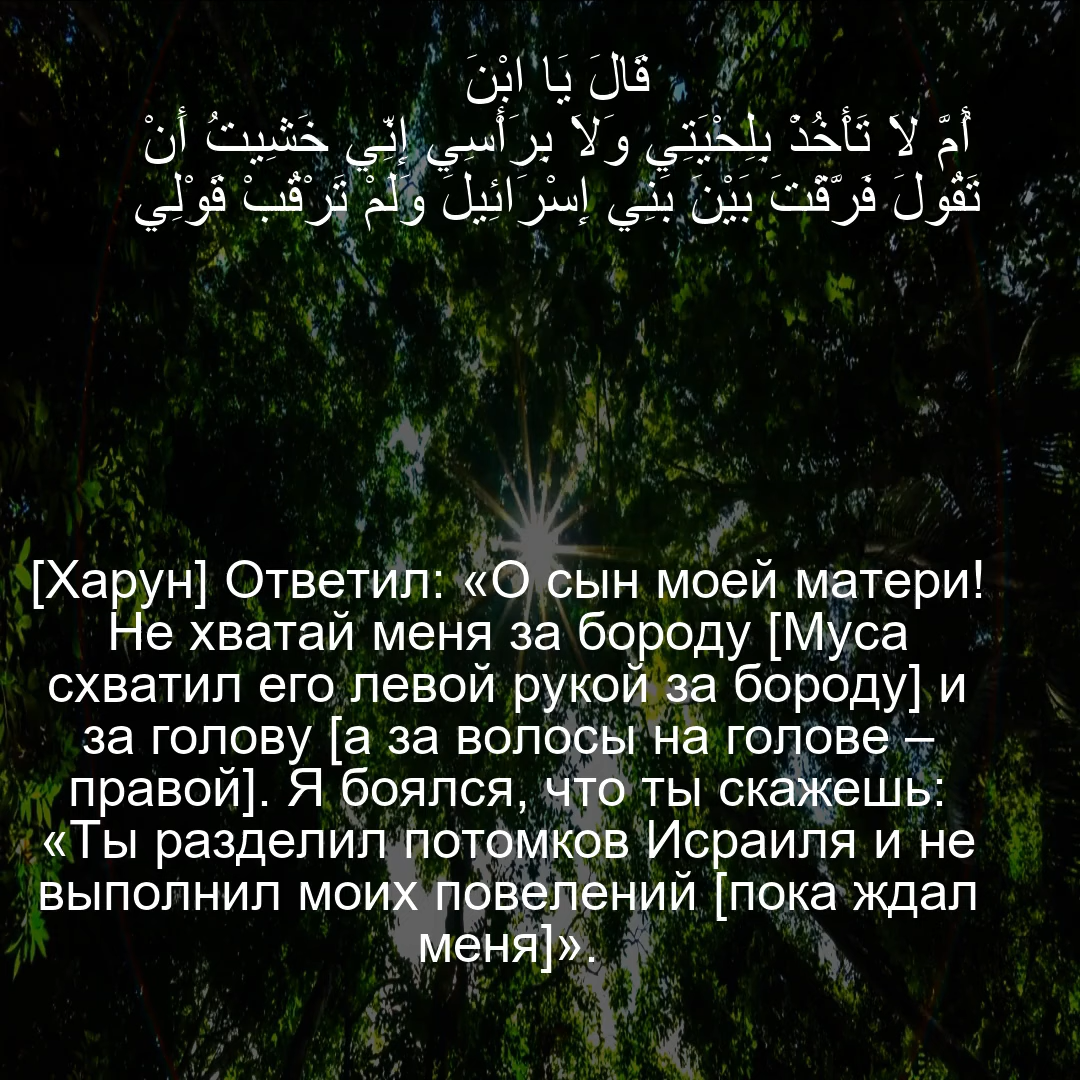 قَالَ يَا ابْنَ
أُمَّ لاَ تَأْخُذْ بِلِحْيَتِي وَلاَ بِرَأْسِي إِنِّي خَشِيتُ أَنْ
تَقُولَ فَرَّقْتَ بَيْنَ بَنِي إِسْرَائِيلَ وَلَمْ تَرْقُبْ قَوْلِي
[Харун] Ответил: «О сын моей матери!
Не хватай меня за бороду [Муса
схватил его левой рукой за бороду] и
за голову [а за волосы на голове –
правой]. Я боялся, что ты скажешь:
«Ты разделил потомков Исраиля и не
выполнил моих повелений [пока ждал
меня]».